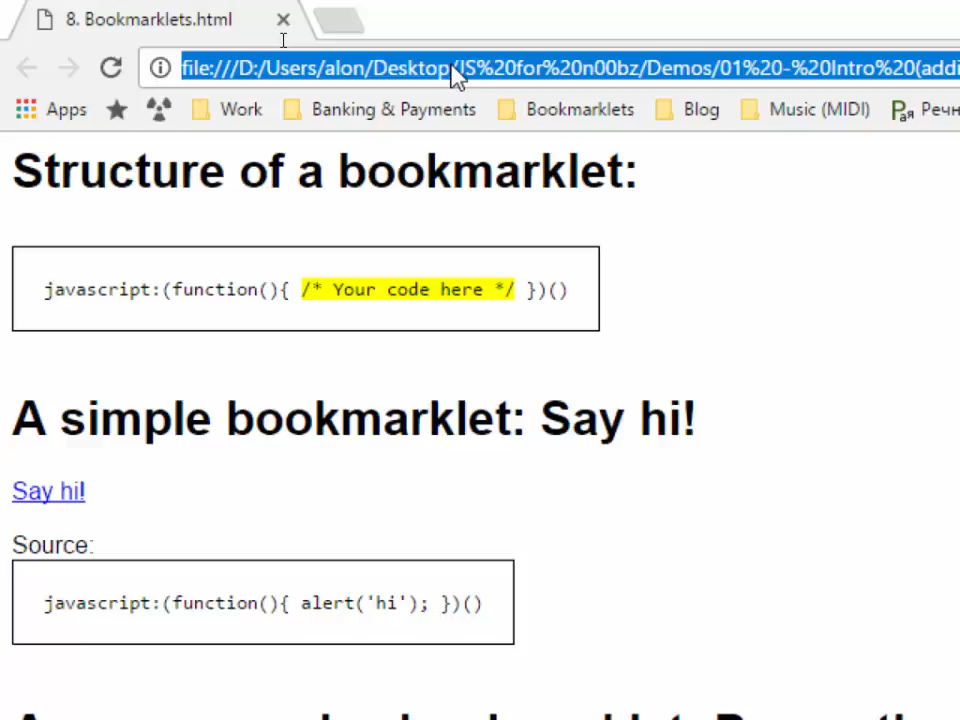 8. Bookmarklets.html
file:///D:/Users/alon/Desktop/JS%20for%20n00bz/Demos/01%20-%20Intro%20(addi
Apps Work Banking & Payments Bookmarklets Blog Music (MIDI) Речн
Structure of a bookmarklet:
javascript:(function(){ /* Your code here */ })()
A simple bookmarklet: Say hi!
Say hi!
Source:
javascript:(function(){ alert('hi'); })()